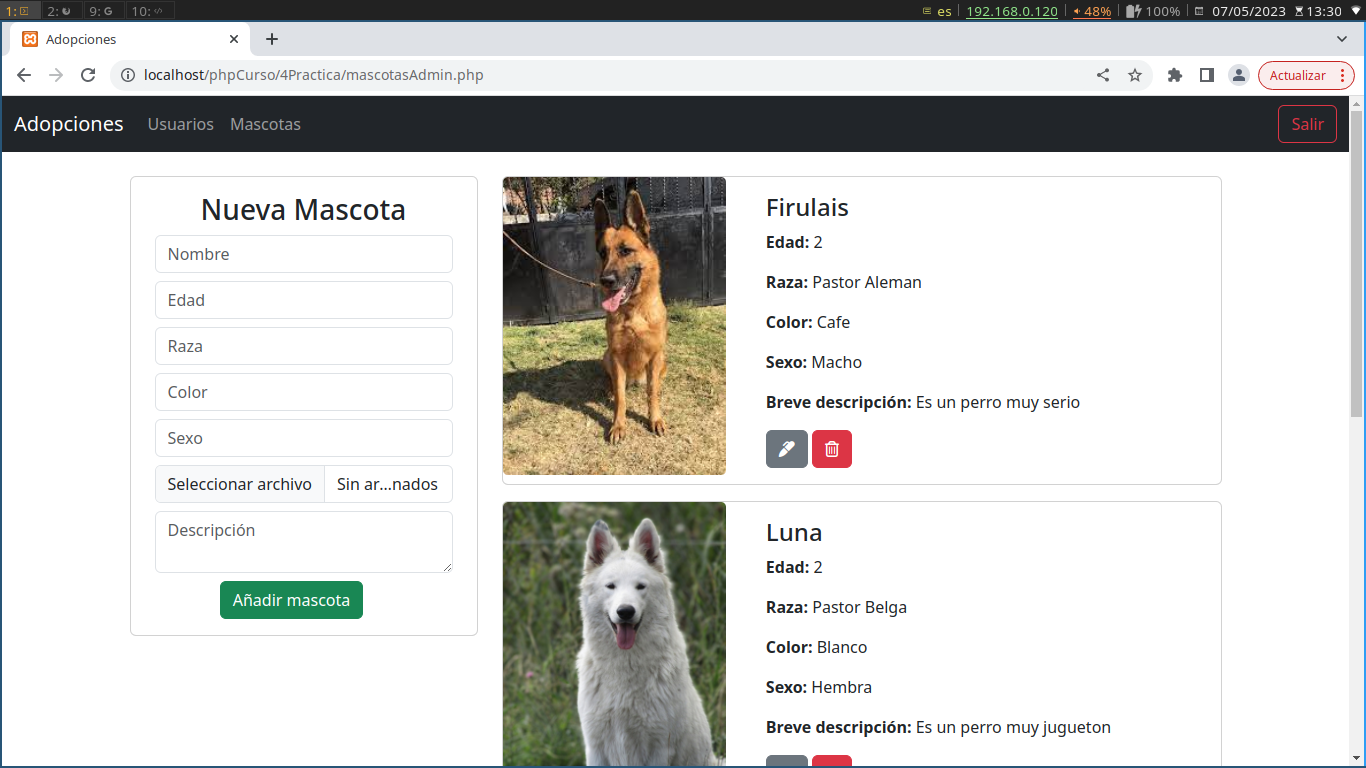 1:
2:
9: G
10:
es
192.168.0.120
48%
100%
07/05/2023
13:30
Adopciones
localhost/phpCurso/4Practica/mascotasAdmin.php
Actualizar
Adopciones
Usuarios
Mascotas
Salir
Nueva Mascota
Nombre
Edad
Raza
Color
Sexo
Seleccionar archivo
Sin ar...nados
Descripción
Añadir mascota
Firulais
Edad: 2
Raza: Pastor Aleman
Color: Cafe
Sexo: Macho
Breve descripción: Es un perro muy serio
Luna
Edad: 2
Raza: Pastor Belga
Color: Blanco
Sexo: Hembra
Breve descripción: Es un perro muy jugueton